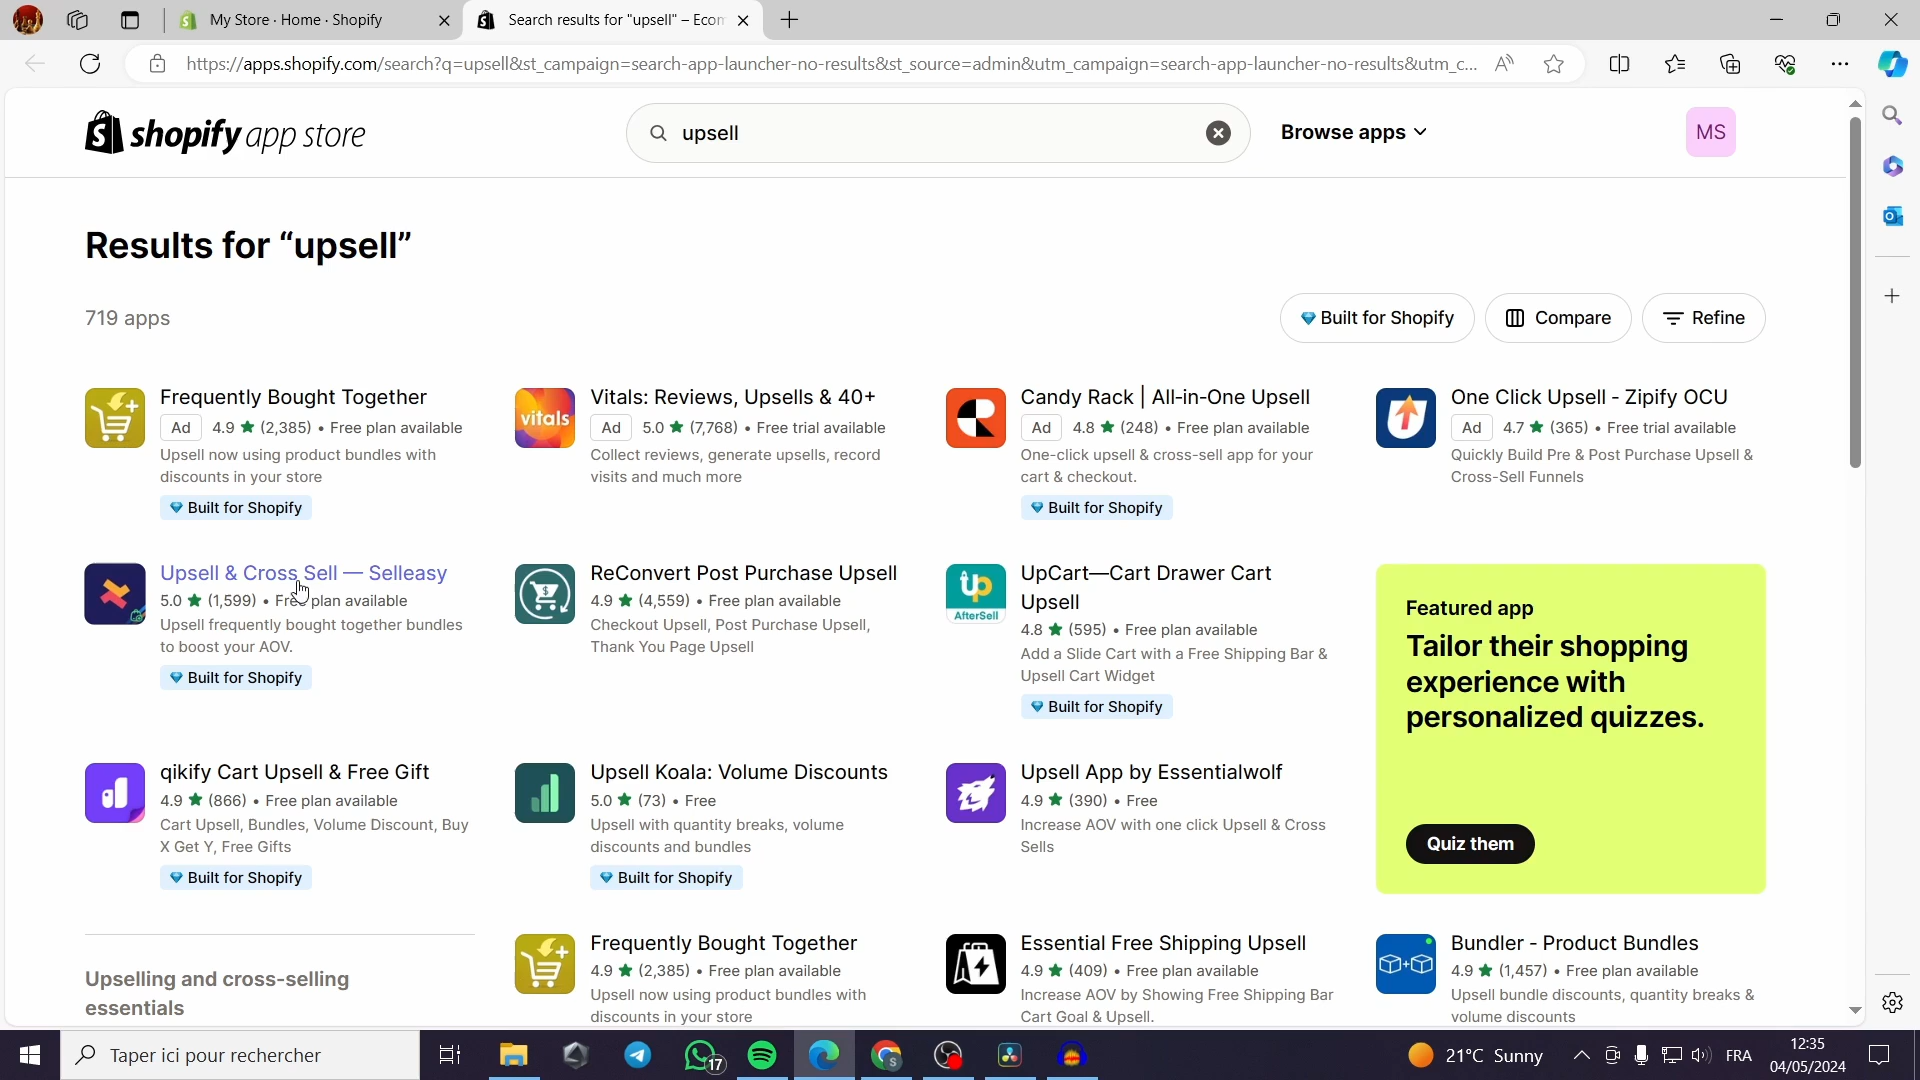 My Store · Home · Shopify
Search results for "upsell" – Ecom
https://apps.shopify.com/search?q=upsell&st_campaign=search-app-launcher-no-results&st_source=admin&utm_campaign=search-app-launcher-no-results&utm_c...
shopify app store
upsell
Browse apps
MS
Results for “upsell”
719 apps
Built for Shopify
Compare
Refine
Frequently Bought Together
Ad 4.9 ★ (2,385) • Free plan available
Upsell now using product bundles with
discounts in your store
Built for Shopify
vitals
Vitals: Reviews, Upsells & 40+
Ad 5.0 ★ (7,768) • Free trial available
Collect reviews, generate upsells, record
visits and much more
Candy Rack | All-in-One Upsell
Ad 4.8 ★ (248) • Free plan available
One-click upsell & cross-sell app for your
cart & checkout.
Built for Shopify
One Click Upsell - Zipify OCU
Ad 4.7 ★ (365) • Free trial available
Quickly Build Pre & Post Purchase Upsell &
Cross-Sell Funnels
Upsell & Cross Sell — Selleasy
5.0 ★ (1,599) • Free plan available
Upsell frequently bought together bundles
to boost your AOV.
Built for Shopify
ReConvert Post Purchase Upsell
4.9 ★ (4,559) • Free plan available
Checkout Upsell, Post Purchase Upsell,
Thank You Page Upsell
up
AfterSell
UpCart—Cart Drawer Cart
Upsell
4.8 ★ (595) • Free plan available
Add a Slide Cart with a Free Shipping Bar &
Upsell Cart Widget
Built for Shopify
Featured app
Tailor their shopping
experience with
personalized quizzes.
Quiz them
qikify Cart Upsell & Free Gift
4.9 ★ (866) • Free plan available
Cart Upsell, Bundles, Volume Discount, Buy
X Get Y, Free Gifts
Built for Shopify
Upsell Koala: Volume Discounts
5.0 ★ (73) • Free
Upsell with quantity breaks, volume
discounts and bundles
Built for Shopify
Upsell App by Essentialwolf
4.9 ★ (390) • Free
Increase AOV with one click Upsell & Cross
Sells
Upselling and cross-selling
essentials
Frequently Bought Together
4.9 ★ (2,385) • Free plan available
Upsell now using product bundles with
discounts in your store
Essential Free Shipping Upsell
4.9 ★ (409) • Free plan available
Increase AOV by Showing Free Shipping Bar
Cart Goal & Upsell.
Bundler - Product Bundles
4.9 ★ (1,457) • Free plan available
Upsell bundle discounts, quantity breaks &
volume discounts
Taper ici pour rechercher
17
21°C Sunny
FRA
12:35
04/05/2024